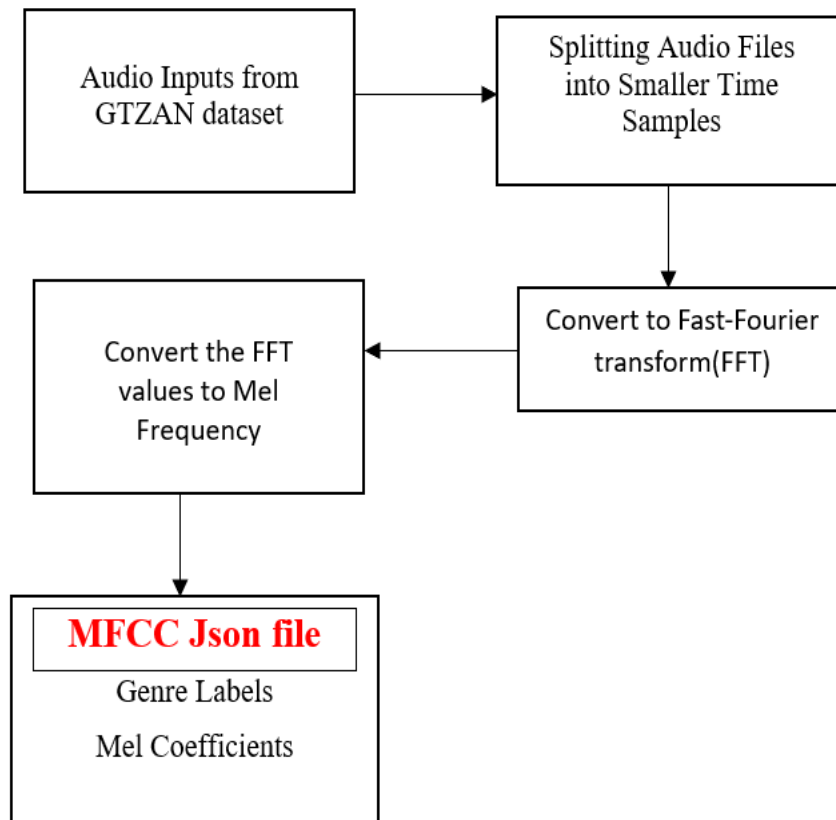 Audio Inputs from
GTZAN dataset
Splitting Audio Files
into Smaller Time
Samples
Convert to Fast-Fourier
transform(FFT)
Convert the FFT
values to Mel
Frequency
MFCC Json file
Genre Labels
Mel Coefficients